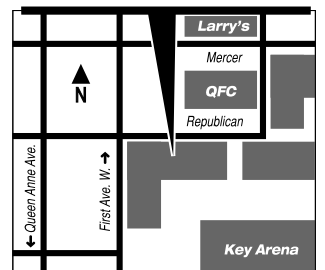 Larry's
Mercer
QFC
N
Republican
← Queen Anne Ave.
First Ave. W. →
Key Arena